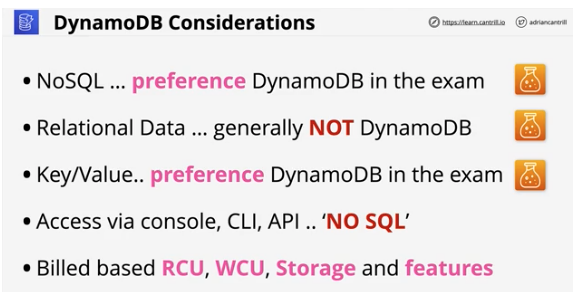 DynamoDB Considerations
https://learn.cantrill.io
adriancantrill
• NoSQL ... preference DynamoDB in the exam
• Relational Data ... generally NOT DynamoDB
• Key/Value.. preference DynamoDB in the exam
• Access via console, CLI, API .. ‘NO SQL’
• Billed based RCU, WCU, Storage and features